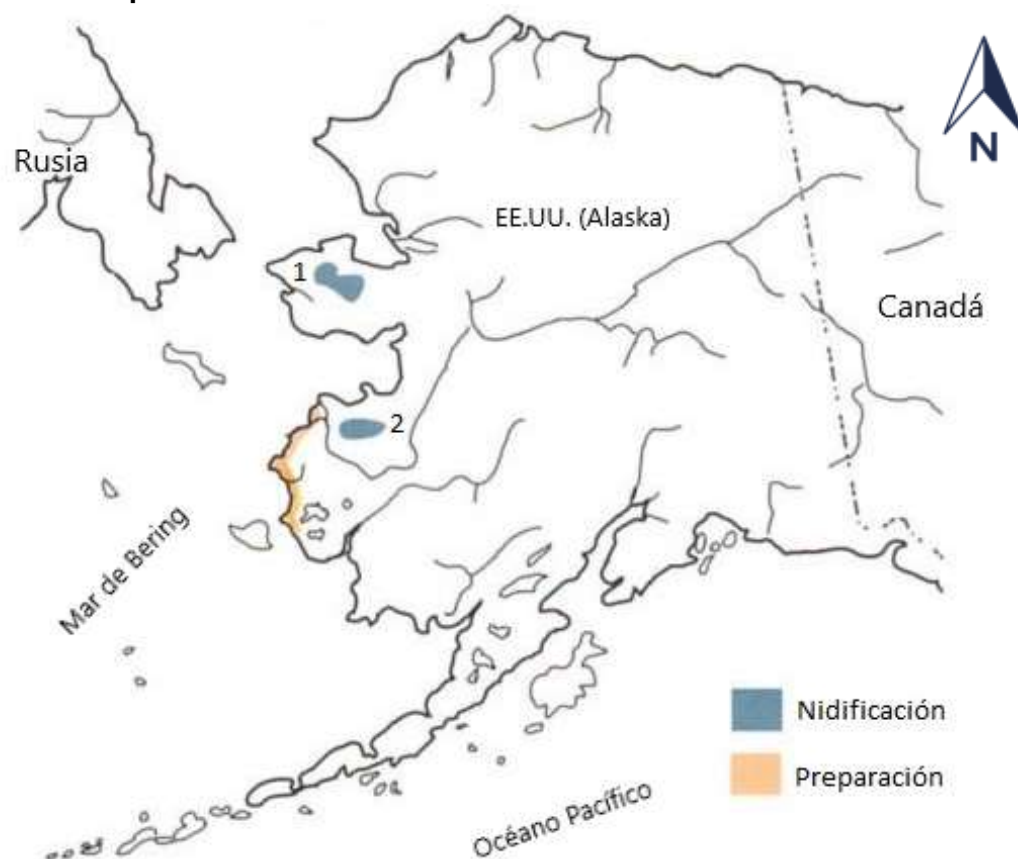 N
Rusia
EE.UU. (Alaska)
1
Canadá
2
Mar de Bering
Nidificación
Preparación
Océano Pacífico